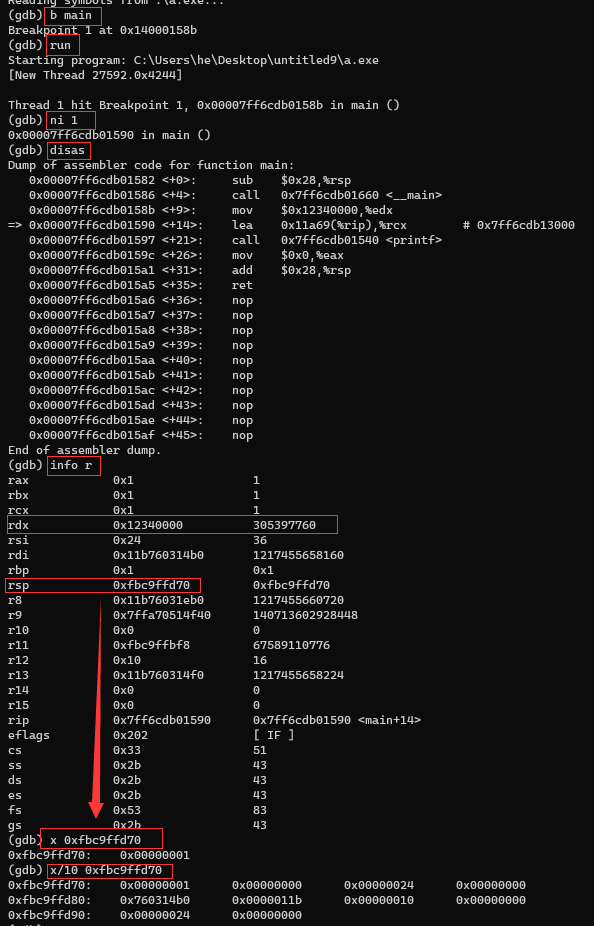 Reading symbols from .\a.exe...
(gdb) b main
Breakpoint 1 at 0x14000158b
(gdb) run
Starting program: C:\Users\he\Desktop\untitled9\a.exe
[New Thread 27592.0x4244]
Thread 1 hit Breakpoint 1, 0x00007ff6cdb0158b in main ()
(gdb) ni 1
0x00007ff6cdb01590 in main ()
(gdb) disas
Dump of assembler code for function main:
0x00007ff6cdb01582 <+0>: sub $0x28,%rsp
0x00007ff6cdb01586 <+4>: call 0x7ff6cdb01660 <__main>
0x00007ff6cdb0158b <+9>: mov $0x12340000,%edx
=> 0x00007ff6cdb01590 <+14>: lea 0x11a69(%rip),%rcx # 0x7ff6cdb13000
0x00007ff6cdb01597 <+21>: call 0x7ff6cdb01540 <printf>
0x00007ff6cdb0159c <+26>: mov $0x0,%eax
0x00007ff6cdb015a1 <+31>: add $0x28,%rsp
0x00007ff6cdb015a5 <+35>: ret
0x00007ff6cdb015a6 <+36>: nop
0x00007ff6cdb015a7 <+37>: nop
0x00007ff6cdb015a8 <+38>: nop
0x00007ff6cdb015a9 <+39>: nop
0x00007ff6cdb015aa <+40>: nop
0x00007ff6cdb015ab <+41>: nop
0x00007ff6cdb015ac <+42>: nop
0x00007ff6cdb015ad <+43>: nop
0x00007ff6cdb015ae <+44>: nop
0x00007ff6cdb015af <+45>: nop
End of assembler dump.
(gdb) info r
rax 0x1 1
rbx 0x1 1
rcx 0x1 1
rdx 0x12340000 305397760
rsi 0x24 36
rdi 0x11b760314b0 1217455658160
rbp 0x1 0x1
rsp 0xfbc9ffd70 0xfbc9ffd70
r8 0x11b76031eb0 1217455660720
r9 0x7ffa70514f40 140713602928448
r10 0x0 0
r11 0xfbc9ffbf8 67589110776
r12 0x10 16
r13 0x11b760314f0 1217455658224
r14 0x0 0
r15 0x0 0
rip 0x7ff6cdb01590 0x7ff6cdb01590 <main+14>
eflags 0x202 [ IF ]
cs 0x33 51
ss 0x2b 43
ds 0x2b 43
es 0x2b 43
fs 0x53 83
gs 0x2b 43
(gdb) x 0xfbc9ffd70
0xfbc9ffd70: 0x00000001
(gdb) x/10 0xfbc9ffd70
0xfbc9ffd70: 0x00000001 0x00000000 0x00000024 0x00000000
0xfbc9ffd80: 0x760314b0 0x0000011b 0x00000010 0x00000000
0xfbc9ffd90: 0x00000024 0x00000000